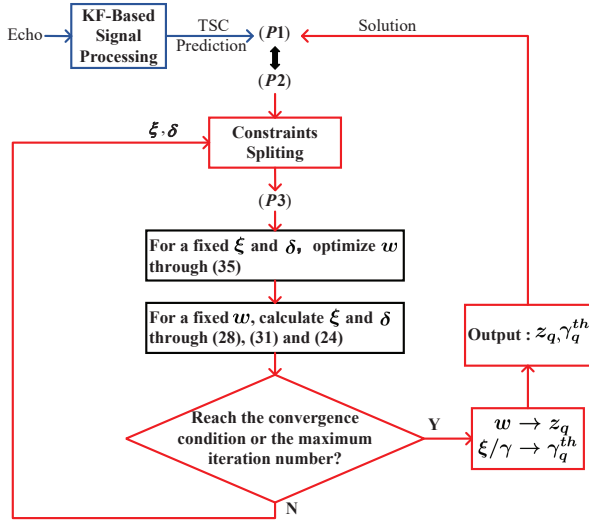 Echo
KF-Based
Signal
Processing
TSC
Prediction
(P1)
Solution
(P2)
ξ, δ
Constraints
Spliting
(P3)
For a fixed ξ and δ, optimize w
through (35)
For a fixed w, calculate ξ and δ
through (28), (31) and (24)
Output : z_q, γ_q^{th}
Reach the convergence
condition or the maximum
iteration number?
Y
w → z_q
ξ/γ → γ_q^{th}
N